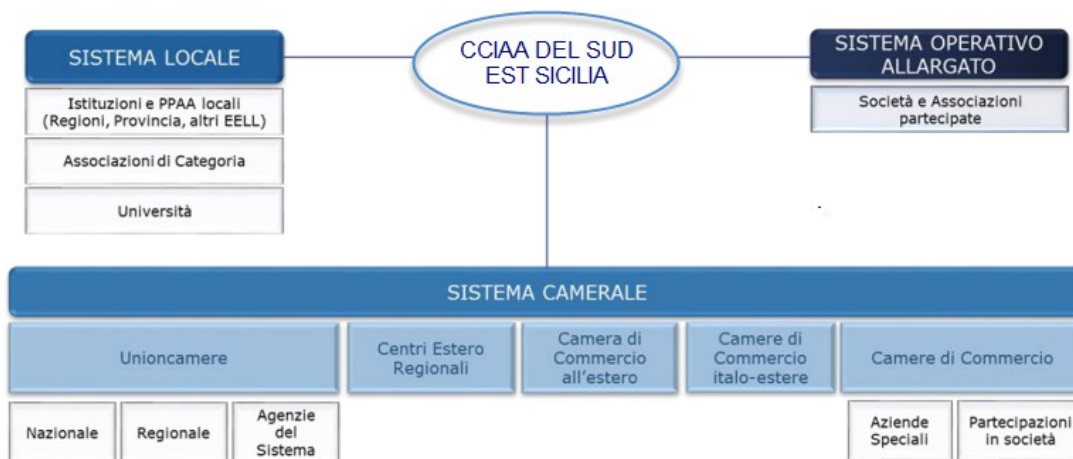 SISTEMA LOCALE
Istituzioni e PPAA locali
(Regioni, Provincia, altri EELL)
Associazioni di Categoria
Università
CCIAA DEL SUD
EST SICILIA
SISTEMA OPERATIVO
ALLARGATO
Società e Associazioni
partecipate
SISTEMA CAMERALE
Unioncamere
Centri Estero
Regionali
Camera di
Commercio
all'estero
Camere di
Commercio
italo-estere
Camere di Commercio
Nazionale
Regionale
Agenzie
del
Sistema
Aziende
Speciali
Partecipazioni
in società